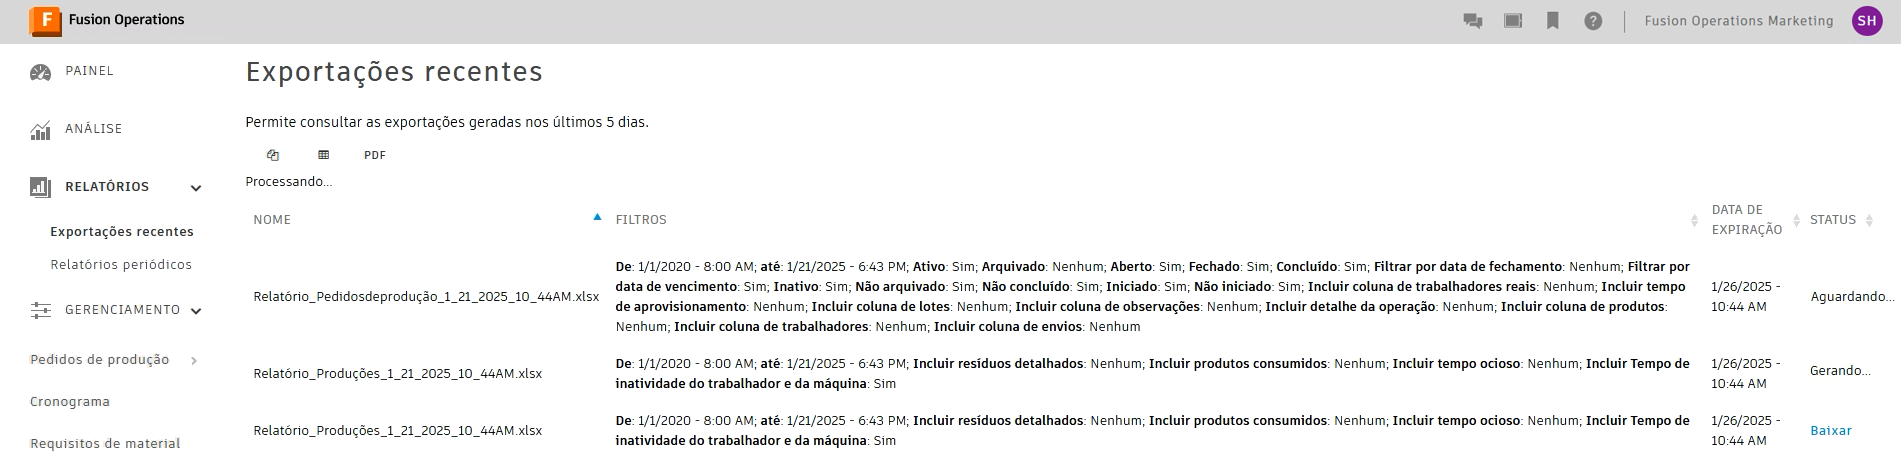 Fusion Operations
Fusion Operations Marketing
SH
PAINEL
ANÁLISE
RELATÓRIOS
Exportações recentes
Relatórios periódicos
GERENCIAMENTO
Pedidos de produção
Cronograma
Requisitos de material
Exportações recentes
Permite consultar as exportações geradas nos últimos 5 dias.
PDF
Processando...
NOME
FILTROS
DATA DE
EXPIRAÇÃO
STATUS
Relatório_Pedidosdeprodução_1_21_2025_10_44AM.xlsx
De: 1/1/2020 - 8:00 AM; até: 1/21/2025 - 6:43 PM; Ativo: Sim; Arquivado: Nenhum; Aberto: Sim; Fechado: Sim; Concluído: Sim; Filtrar por data de fechamento: Nenhum; Filtrar por
data de vencimento: Sim; Inativo: Sim; Não arquivado: Sim; Não concluído: Sim; Iniciado: Sim; Não iniciado: Sim; Incluir coluna de trabalhadores reais: Nenhum; Incluir tempo
de aprovisionamento: Nenhum; Incluir coluna de lotes: Nenhum; Incluir coluna de observações: Nenhum; Incluir detalhe da operação: Nenhum; Incluir coluna de produtos:
Nenhum; Incluir coluna de trabalhadores: Nenhum; Incluir coluna de envios: Nenhum
1/26/2025 -
10:44 AM
Aguardando...
Relatório_Produções_1_21_2025_10_44AM.xlsx
De: 1/1/2020 - 8:00 AM; até: 1/21/2025 - 6:43 PM; Incluir resíduos detalhados: Nenhum; Incluir produtos consumidos: Nenhum; Incluir tempo ocioso: Nenhum; Incluir Tempo de
inatividade do trabalhador e da máquina: Sim
1/26/2025 -
10:44 AM
Gerando...
Relatório_Produções_1_21_2025_10_44AM.xlsx
De: 1/1/2020 - 8:00 AM; até: 1/21/2025 - 6:43 PM; Incluir resíduos detalhados: Nenhum; Incluir produtos consumidos: Nenhum; Incluir tempo ocioso: Nenhum; Incluir Tempo de
inatividade do trabalhador e da máquina: Sim
1/26/2025 -
10:44 AM
Baixar